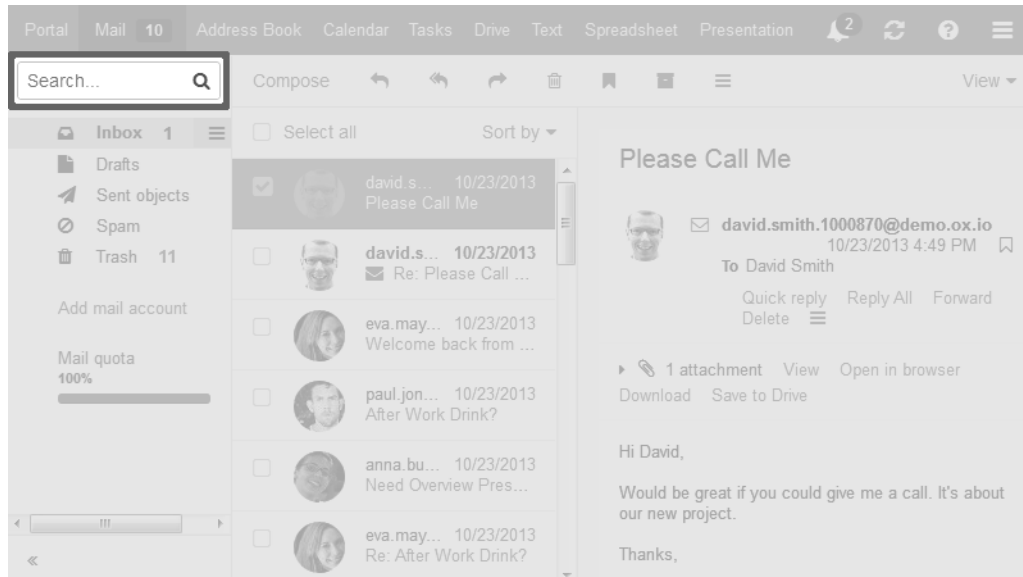 Portal Mail 10 Address Book Calendar Tasks Drive Text Spreadsheet Presentation 2
Search... Compose View
Inbox 1
Drafts
Sent objects
Spam
Trash 11
Add mail account
Mail quota
100%
Select all Sort by
david.s... 10/23/2013
Please Call Me
david.s... 10/23/2013
Re: Please Call ...
eva.may... 10/23/2013
Welcome back from ...
paul.jon... 10/23/2013
After Work Drink?
anna.bu... 10/23/2013
Need Overview Pres...
eva.may... 10/23/2013
Re: After Work Drink?
Please Call Me
david.smith.1000870@demo.ox.io
10/23/2013 4:49 PM
To David Smith
Quick reply Reply All Forward
Delete
1 attachment View Open in browser
Download Save to Drive
Hi David,
Would be great if you could give me a call. It's about
our new project.
Thanks,